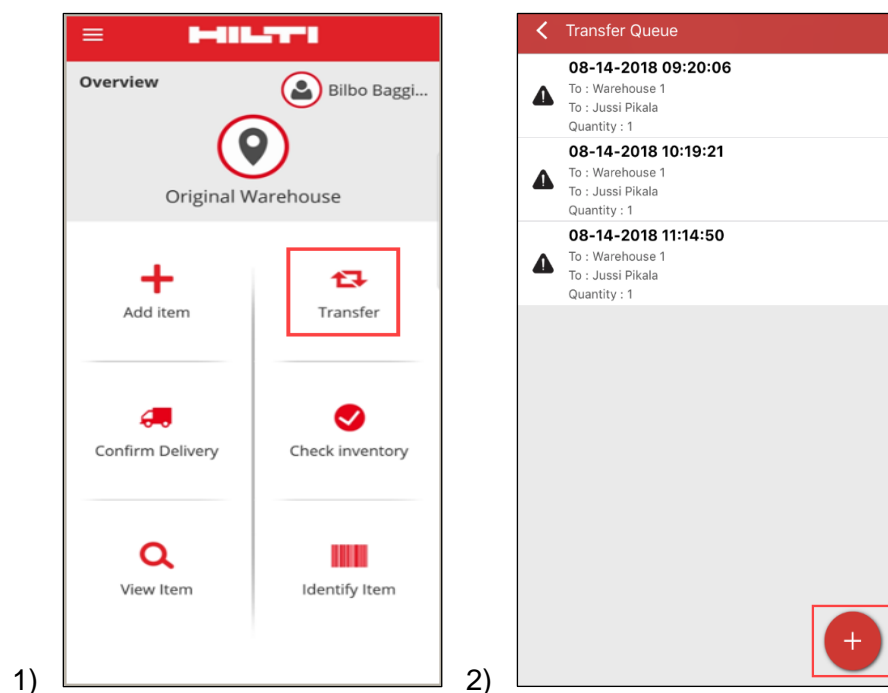 HILTI
Overview
Bilbo Baggi...
Original Warehouse
Add item
Transfer
Confirm Delivery
Check inventory
View Item
Identify Item
1)
Transfer Queue
08-14-2018 09:20:06
To : Warehouse 1
To : Jussi Pikala
Quantity : 1
08-14-2018 10:19:21
To : Warehouse 1
To : Jussi Pikala
Quantity : 1
08-14-2018 11:14:50
To : Warehouse 1
To : Jussi Pikala
Quantity : 1
2)